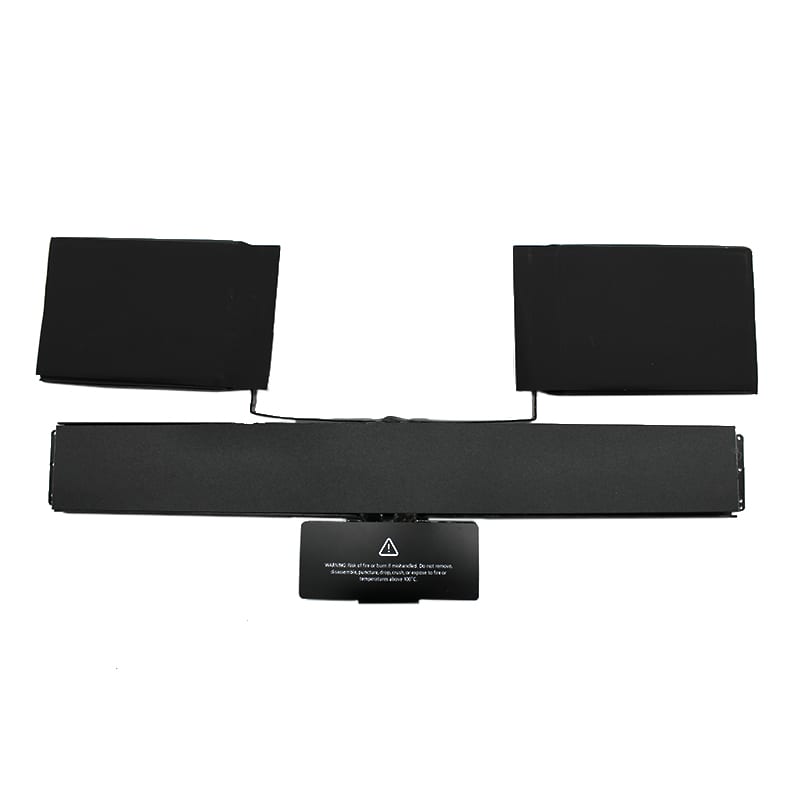 WARNING: Risk of fire or burn if mishandled. Do not remove,
disassemble, puncture, drop, crush, or expose to fire or
temperatures above 100°C.